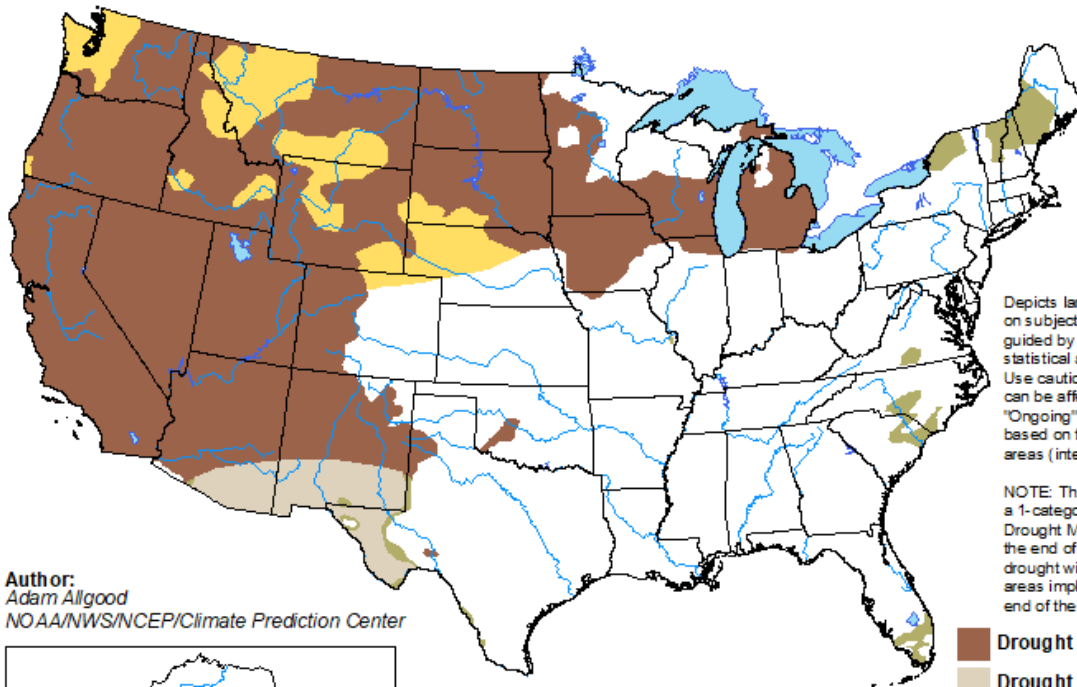 Depicts la
on subject
guided by
statistical a
Use cautio
can be affe
"Ongoing"
based on t
areas (inte
NOTE: Th
a 1-catego
Drought M
the end of
drought wi
areas impl
end of the
Author:
Adam Allgood
NOAA/NWS/NCEP/Climate Prediction Center
Drought
Drought